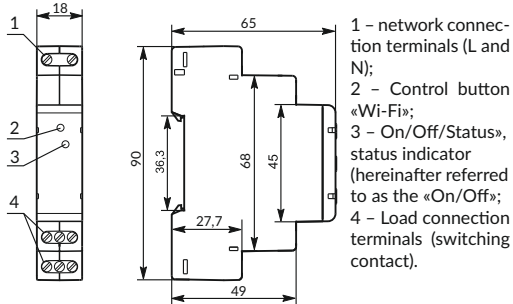 18
65
1
2
3
4
90
36,3
68
45
27,7
49
1 – network connec-
tion terminals (L and
N);
2 – Control button
«Wi-Fi»;
3 – On/Off/Status»,
status indicator
(hereinafter referred
to as the «On/Off»;
4 – Load connection
terminals (switching
contact).